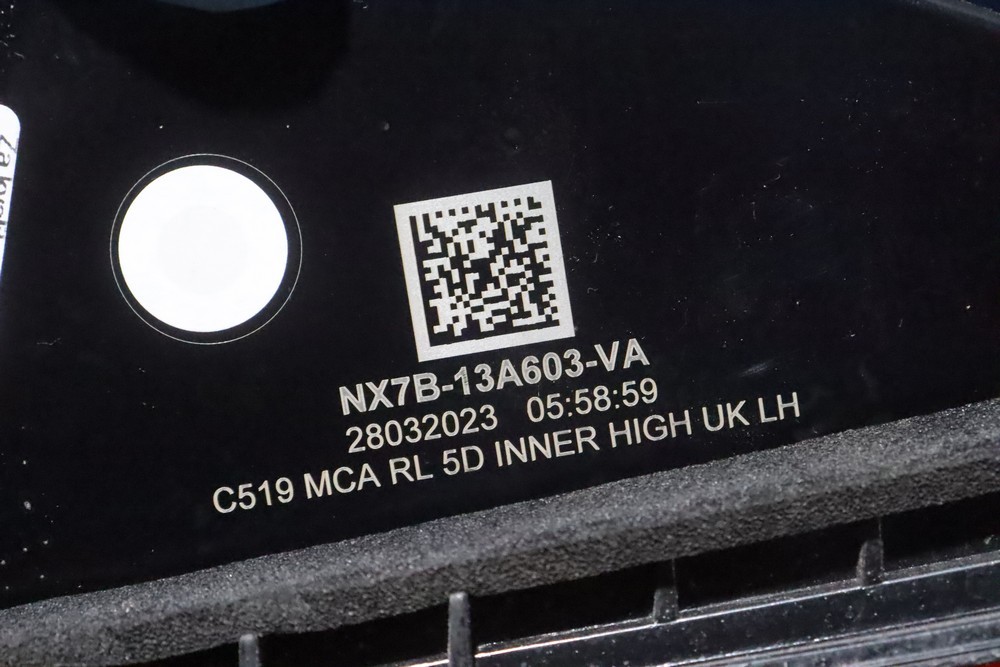 NX7B-13A603-VA
28032023 05:58:59
C519 MCA RL 5D INNER HIGH UK LH